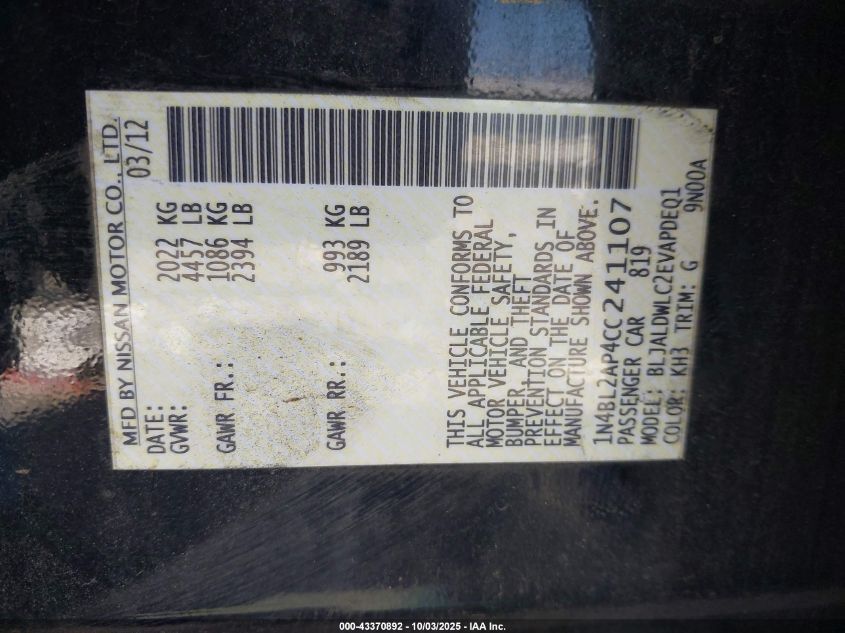 MFD BY NISSAN MOTOR CO., LTD.
DATE: 03/12
GVWR: 2022 KG
4457 LB
GAWR FR.: 1086 KG
2394 LB
GAWR RR.: 993 KG
2189 LB
THIS VEHICLE CONFORMS TO
ALL APPLICABLE FEDERAL
MOTOR VEHICLE SAFETY,
BUMPER, AND THEFT
PREVENTION STANDARDS IN
EFFECT ON THE DATE OF
MANUFACTURE SHOWN ABOVE.
1N4BL2AP4CC241107
PASSENGER CAR 819
MODEL: BLJALDWLC2EVAPDEQ1
COLOR: KH3 TRIM: G 9N00A
000-43370892 - 10/03/2025 - IAA Inc.